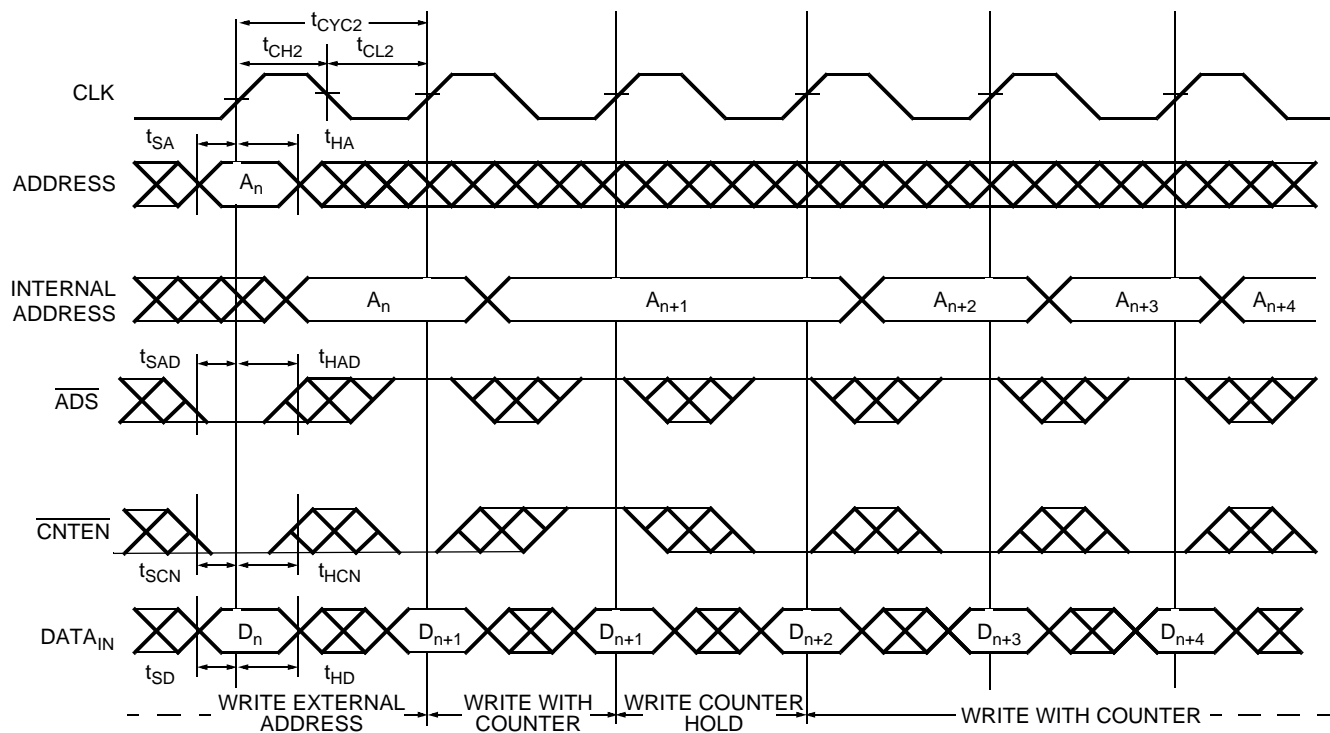 tCYC2
tCH2 tCL2
CLK
tSA tHA
ADDRESS An
INTERNAL
ADDRESS
An An+1 An+2 An+3 An+4
tSAD tHAD
ADS
CNTEN
tSCN tHCN
DATAIN Dn Dn+1 Dn+1 Dn+2 Dn+3 Dn+4
tSD tHD
WRITE EXTERNAL
ADDRESS
WRITE WITH
COUNTER
WRITE COUNTER
HOLD
WRITE WITH COUNTER